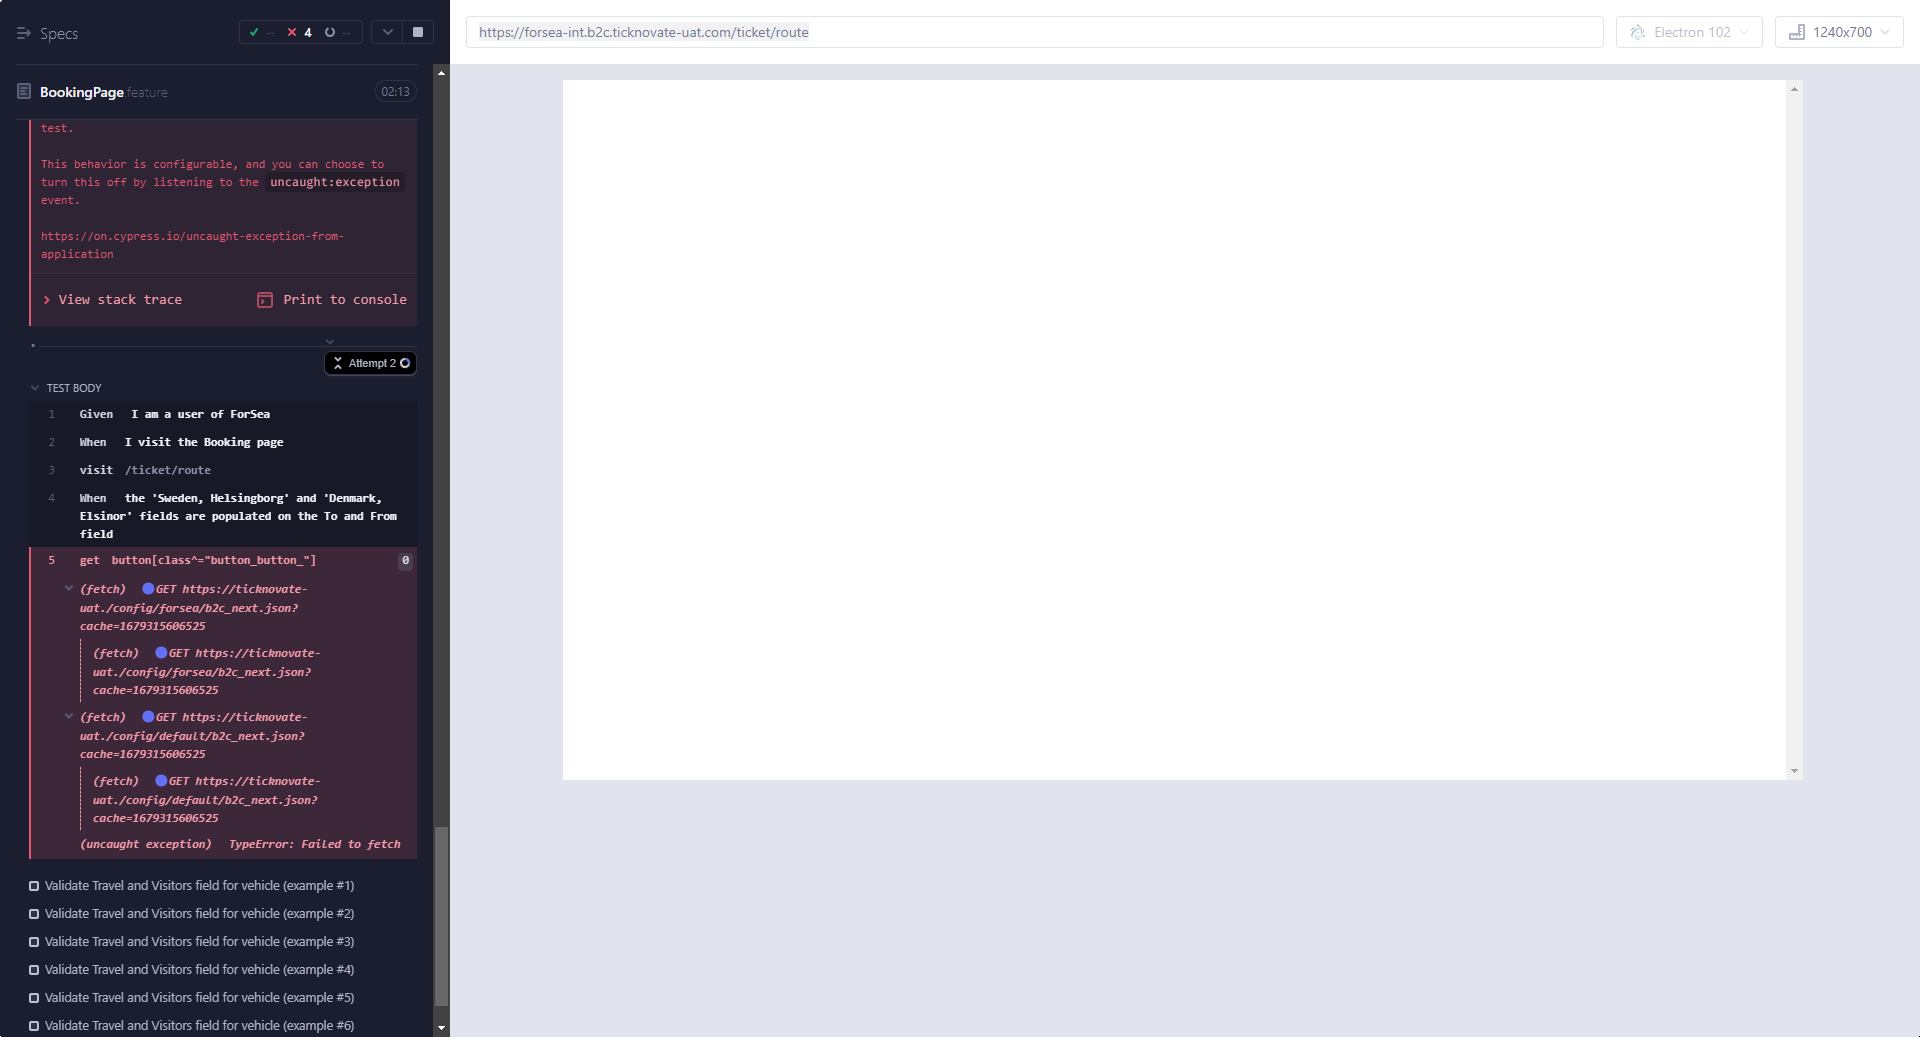 Specs
-- 4 --
BookingPage.feature
02:13
test.
This behavior is configurable, and you can choose to
turn this off by listening to the uncaught:exception
event.
https://on.cypress.io/uncaught-exception-from-
application
View stack trace
Print to console
Attempt 2
TEST BODY
1 Given I am a user of ForSea
2 When I visit the Booking page
3 visit /ticket/route
4 When the 'Sweden, Helsingborg' and 'Denmark,
Elsinor' fields are populated on the To and From
field
5 get button[class^="button_button_"] 0
(fetch) GET https://ticknovate-
uat./config/forsea/b2c_next.json?
cache=1679315606525
(fetch) GET https://ticknovate-
uat./config/forsea/b2c_next.json?
cache=1679315606525
(fetch) GET https://ticknovate-
uat./config/default/b2c_next.json?
cache=1679315606525
(fetch) GET https://ticknovate-
uat./config/default/b2c_next.json?
cache=1679315606525
(uncaught exception) TypeError: Failed to fetch
Validate Travel and Visitors field for vehicle (example #1)
Validate Travel and Visitors field for vehicle (example #2)
Validate Travel and Visitors field for vehicle (example #3)
Validate Travel and Visitors field for vehicle (example #4)
Validate Travel and Visitors field for vehicle (example #5)
Validate Travel and Visitors field for vehicle (example #6)
https://forsea-int.b2c.ticknovate-uat.com/ticket/route
Electron 102
1240x700